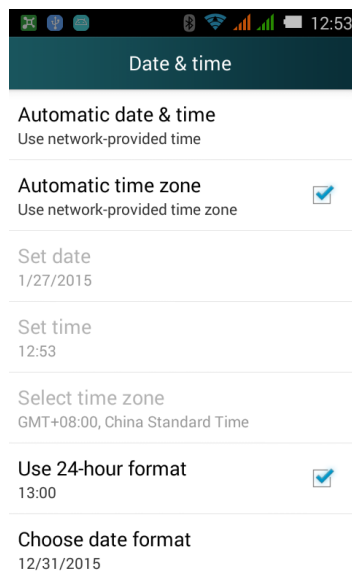 12:53
Date & time
Automatic date & time
Use network-provided time
Automatic time zone
Use network-provided time zone
Set date
1/27/2015
Set time
12:53
Select time zone
GMT+08:00, China Standard Time
Use 24-hour format
13:00
Choose date format
12/31/2015